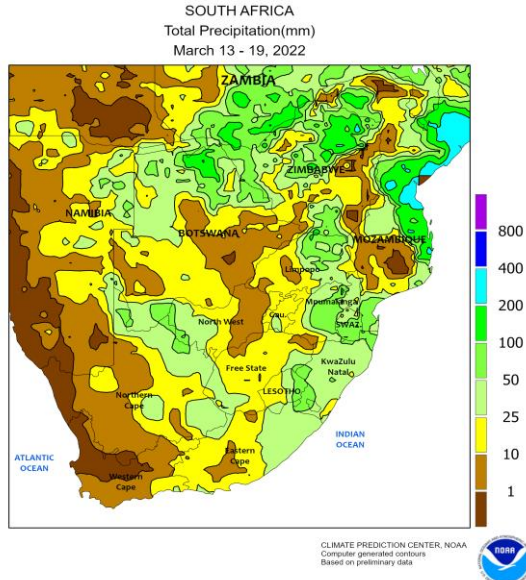 SOUTH AFRICA
Total Precipitation(mm)
March 13 - 19, 2022
ZAMBIA
ZIMBABWE
NAMIBIA
BOTSWANA
MOZAMBIQUE
Limpopo
Mpumalanga
Gau.
North West
SWAZ.
Free State
KwaZulu
Natal
LESOTHO
Northern
Cape
Eastern
Cape
Western
Cape
ATLANTIC
OCEAN
INDIAN
OCEAN
800
400
200
100
50
25
10
1
CLIMATE PREDICTION CENTER, NOAA
Computer generated contours
Based on preliminary data
NOAA